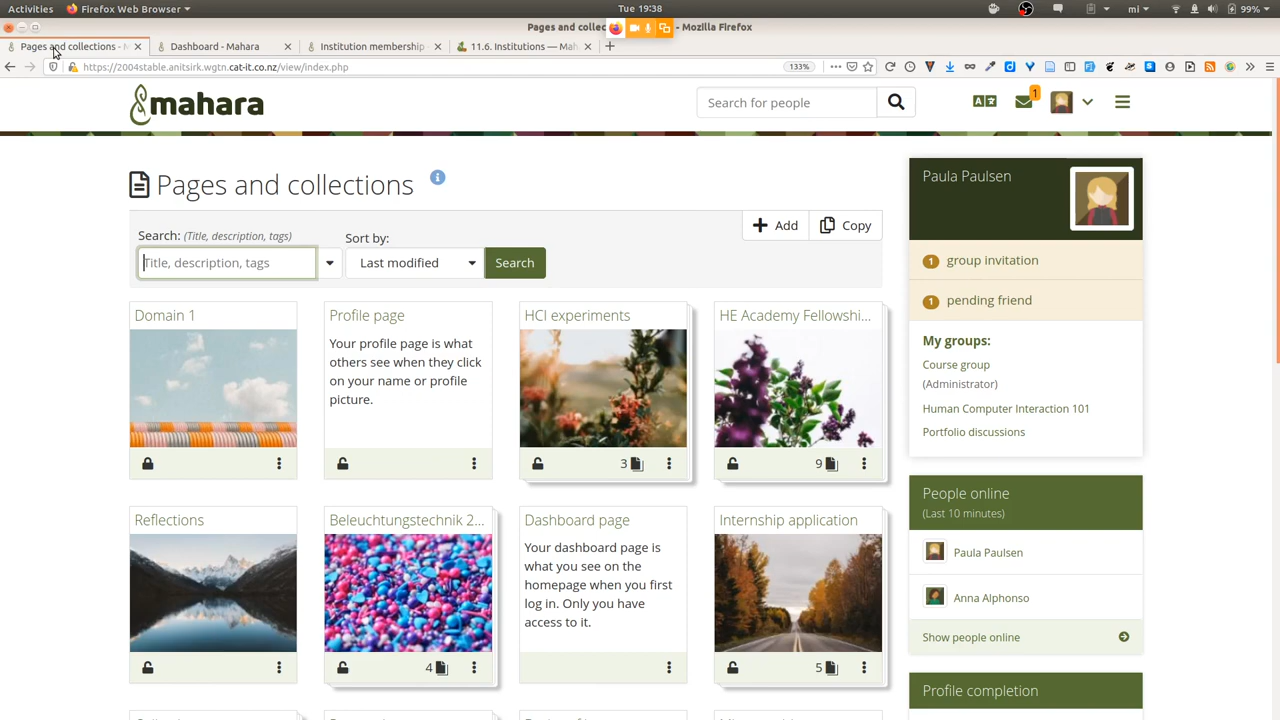 Activities
Firefox Web Browser
Tue 19:38
mi
99%
Pages and collec
- Mozilla Firefox
Pages and collections -
Dashboard - Mahara
Institution membership
11.6. Institutions — Mah
https://2004stable.anitsirk.wgtn.cat-it.co.nz/view/index.php
133%
mahara
Search for people
1
Pages and collections
Add
Copy
Search: (Title, description, tags)
Sort by:
Title, description, tags
Last modified
Search
Domain 1
Profile page
Your profile page is what
others see when they click
on your name or profile
picture.
HCI experiments
3
HE Academy Fellowshi...
9
Reflections
Beleuchtungstechnik 2...
4
Dashboard page
Your dashboard page is
what you see on the
homepage when you first
log in. Only you have
access to it.
Internship application
5
Paula Paulsen
1 group invitation
1 pending friend
My groups:
Course group
(Administrator)
Human Computer Interaction 101
Portfolio discussions
People online
(Last 10 minutes)
Paula Paulsen
Anna Alphonso
Show people online
Profile completion